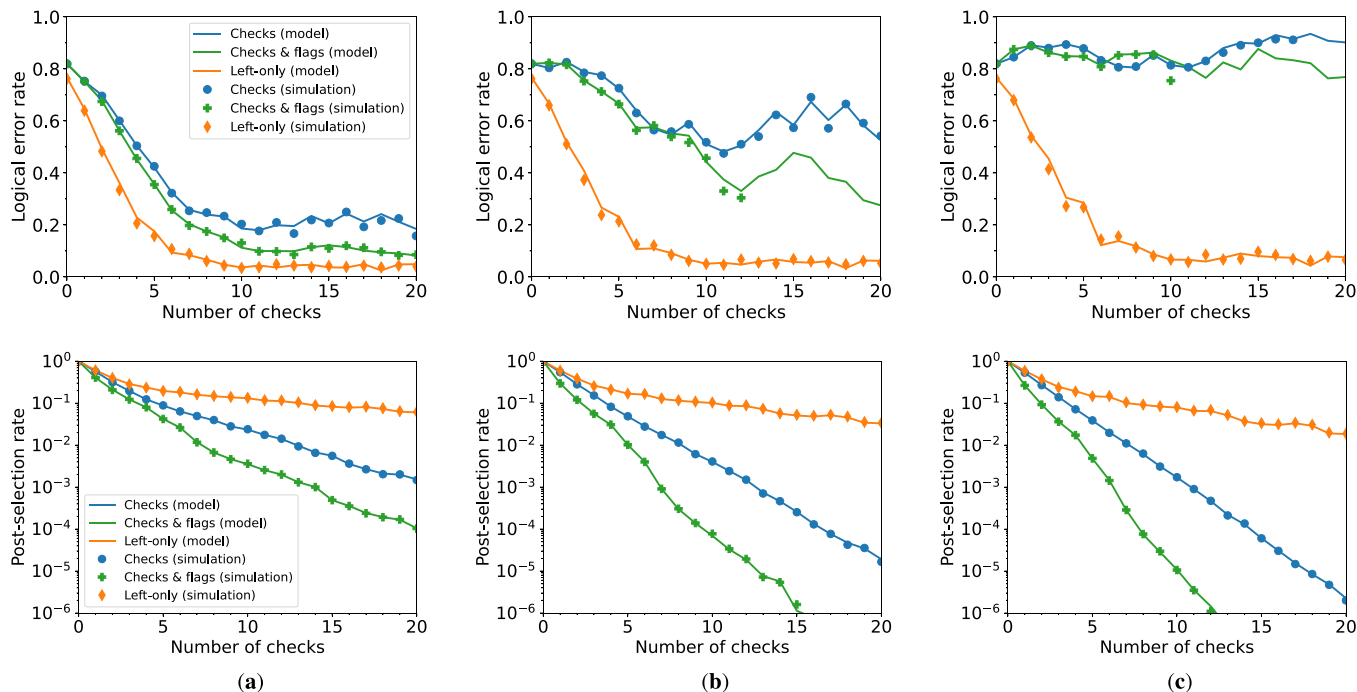 Logical error rate
1.0
0.8
0.6
0.4
0.2
0.0
Checks (model)
Checks & flags (model)
Left-only (model)
Checks (simulation)
Checks & flags (simulation)
Left-only (simulation)
0 5 10 15 20
Number of checks
Logical error rate
1.0
0.8
0.6
0.4
0.2
0.0
0 5 10 15 20
Number of checks
Logical error rate
1.0
0.8
0.6
0.4
0.2
0.0
0 5 10 15 20
Number of checks
Post-selection rate
10⁰
10⁻¹
10⁻²
10⁻³
10⁻⁴
10⁻⁵
10⁻⁶
Checks (model)
Checks & flags (model)
Left-only (model)
Checks (simulation)
Checks & flags (simulation)
Left-only (simulation)
0 5 10 15 20
Number of checks
Post-selection rate
10⁰
10⁻¹
10⁻²
10⁻³
10⁻⁴
10⁻⁵
10⁻⁶
0 5 10 15 20
Number of checks
Post-selection rate
10⁰
10⁻¹
10⁻²
10⁻³
10⁻⁴
10⁻⁵
10⁻⁶
0 5 10 15 20
Number of checks
(a) (b) (c)